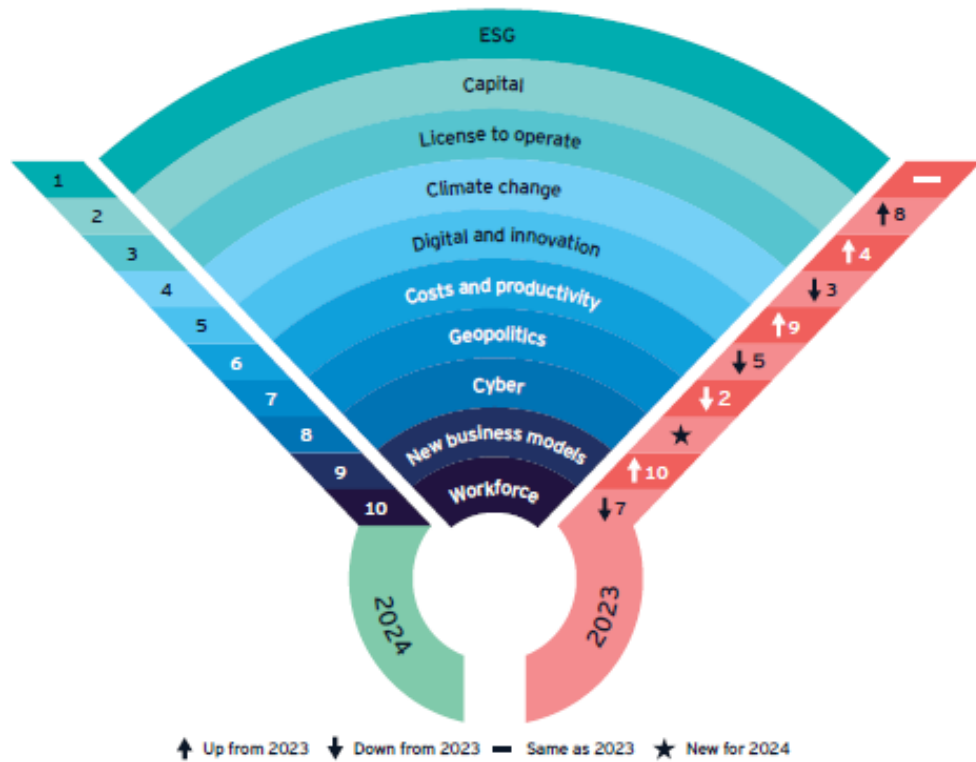 ESG
Capital
License to operate
Climate change
Digital and innovation
Costs and productivity
Geopolitics
Cyber
New business models
Workforce
1
2
3
4
5
6
7
8
9
10
8
4
3
9
5
2
10
7
2024
2023
Up from 2023
Down from 2023
Same as 2023
New for 2024